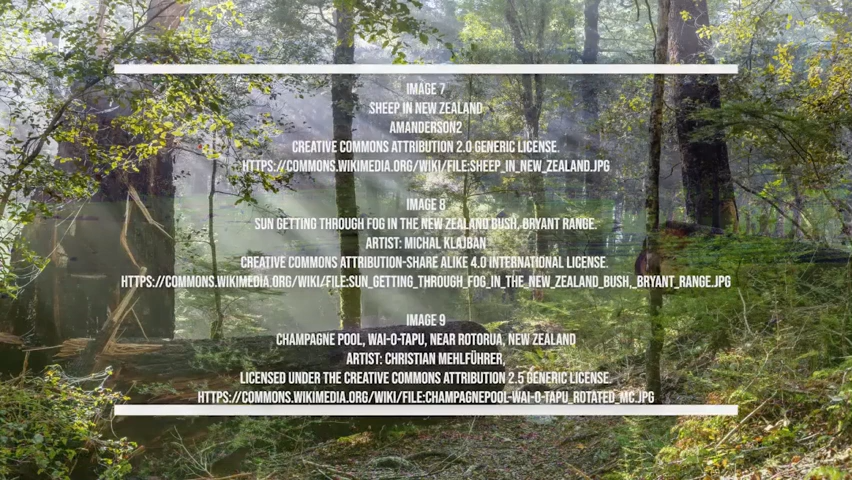 IMAGE 7
SHEEP IN NEW ZEALAND
AMANDERSON2
CREATIVE COMMONS ATTRIBUTION 2.0 GENERIC LICENSE.
HTTPS://COMMONS.WIKIMEDIA.ORG/WIKI/FILE:SHEEP_IN_NEW_ZEALAND.JPG
IMAGE 8
SUN GETTING THROUGH FOG IN THE NEW ZEALAND BUSH, BRYANT RANGE.
ARTIST: MICHAL KLAJBAN
CREATIVE COMMONS ATTRIBUTION-SHARE ALIKE 4.0 INTERNATIONAL LICENSE.
HTTPS://COMMONS.WIKIMEDIA.ORG/WIKI/FILE:SUN_GETTING_THROUGH_FOG_IN_THE_NEW_ZEALAND_BUSH,_BRYANT_RANGE.JPG
IMAGE 9
CHAMPAGNE POOL, WAI-O-TAPU, NEAR ROTORUA, NEW ZEALAND
ARTIST: CHRISTIAN MEHLFÜHRER,
LICENSED UNDER THE CREATIVE COMMONS ATTRIBUTION 2.5 GENERIC LICENSE.
HTTPS://COMMONS.WIKIMEDIA.ORG/WIKI/FILE:CHAMPAGNEPOOL-WAI-O-TAPU_ROTATED_MC.JPG